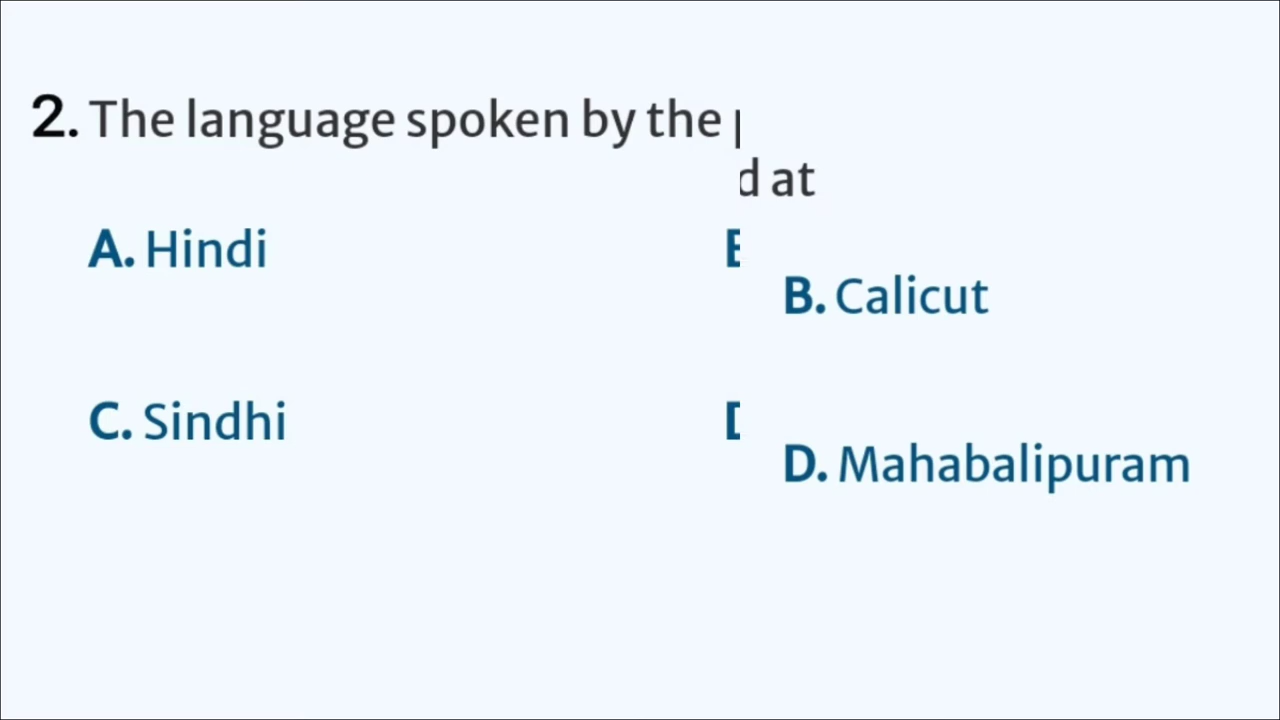 2. The language spoken by the
d at
A. Hindi
B. Calicut
C. Sindhi
D. Mahabalipuram